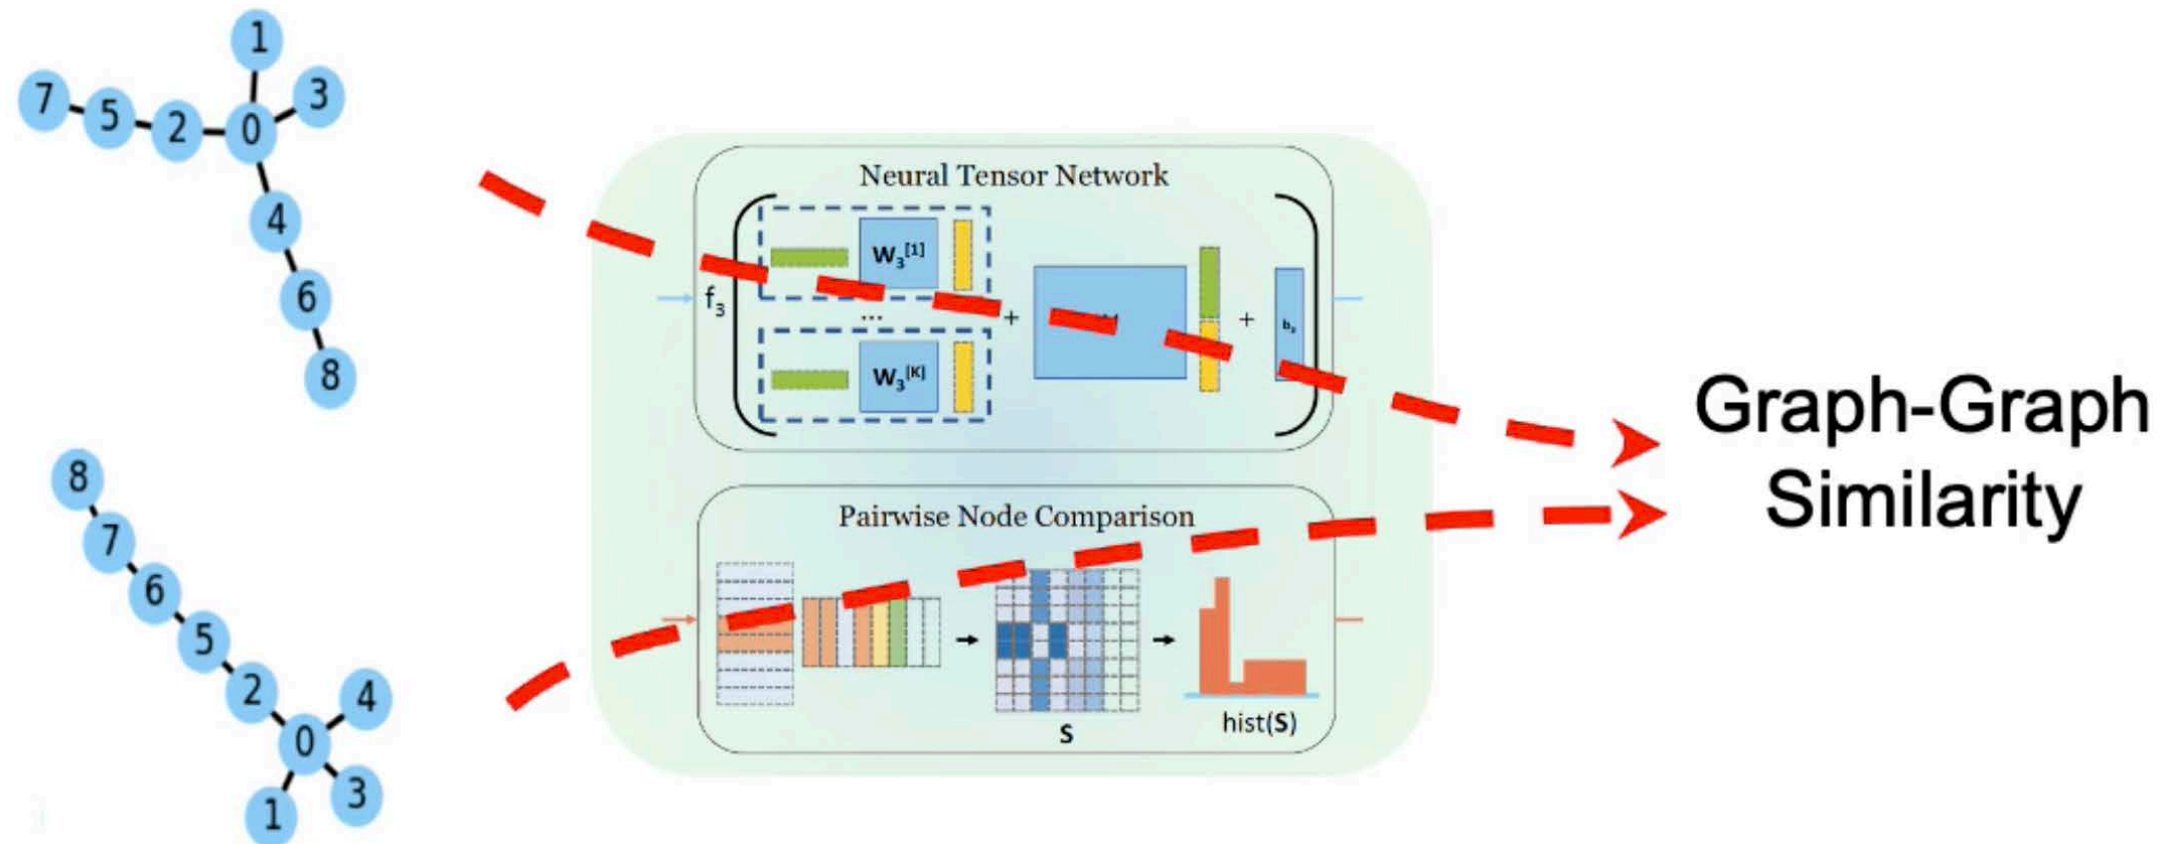 1
7 5 2 0 3
4
6
8
8
7
6
5
2
4
0
3
1
Neural Tensor Network
f3
W3[1]
...
W3[K]
+
+
b3
Pairwise Node Comparison
S
hist(S)
Graph-Graph
Similarity